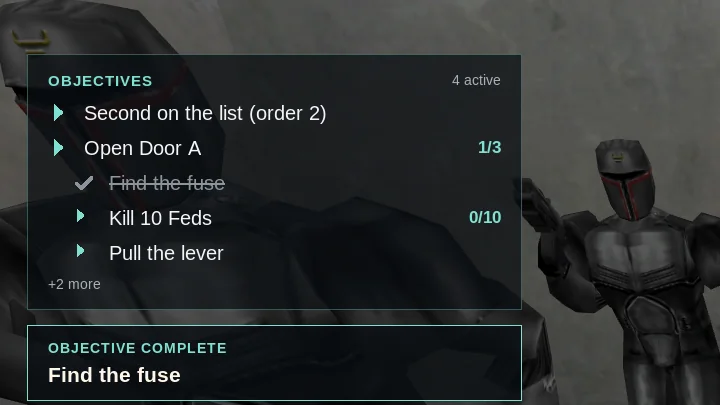 OBJECTIVES 4 active
Second on the list (order 2)
Open Door A 1/3
Find the fuse
Kill 10 Feds 0/10
Pull the lever
+2 more
OBJECTIVE COMPLETE
Find the fuse